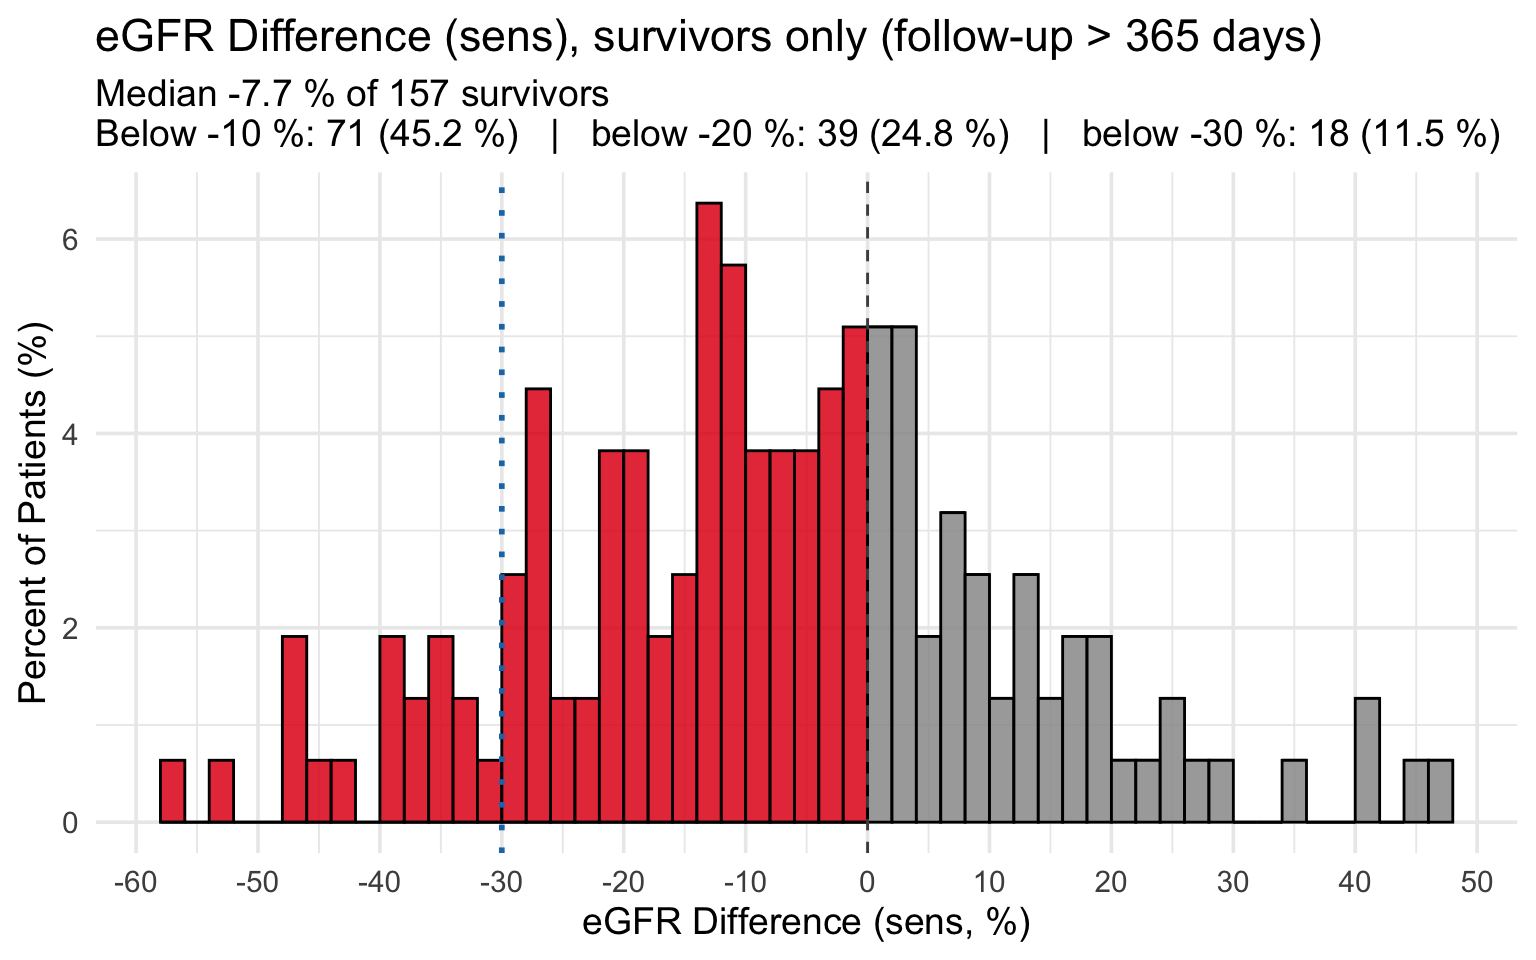 eGFR Difference (sens), survivors only (follow-up > 365 days)
Median -7.7 % of 157 survivors
Below -10 %: 71 (45.2 %) | below -20 %: 39 (24.8 %) | below -30 %: 18 (11.5 %)
Percent of Patients (%)
6
4
2
0
-60 -50 -40 -30 -20 -10 0 10 20 30 40 50
eGFR Difference (sens, %)